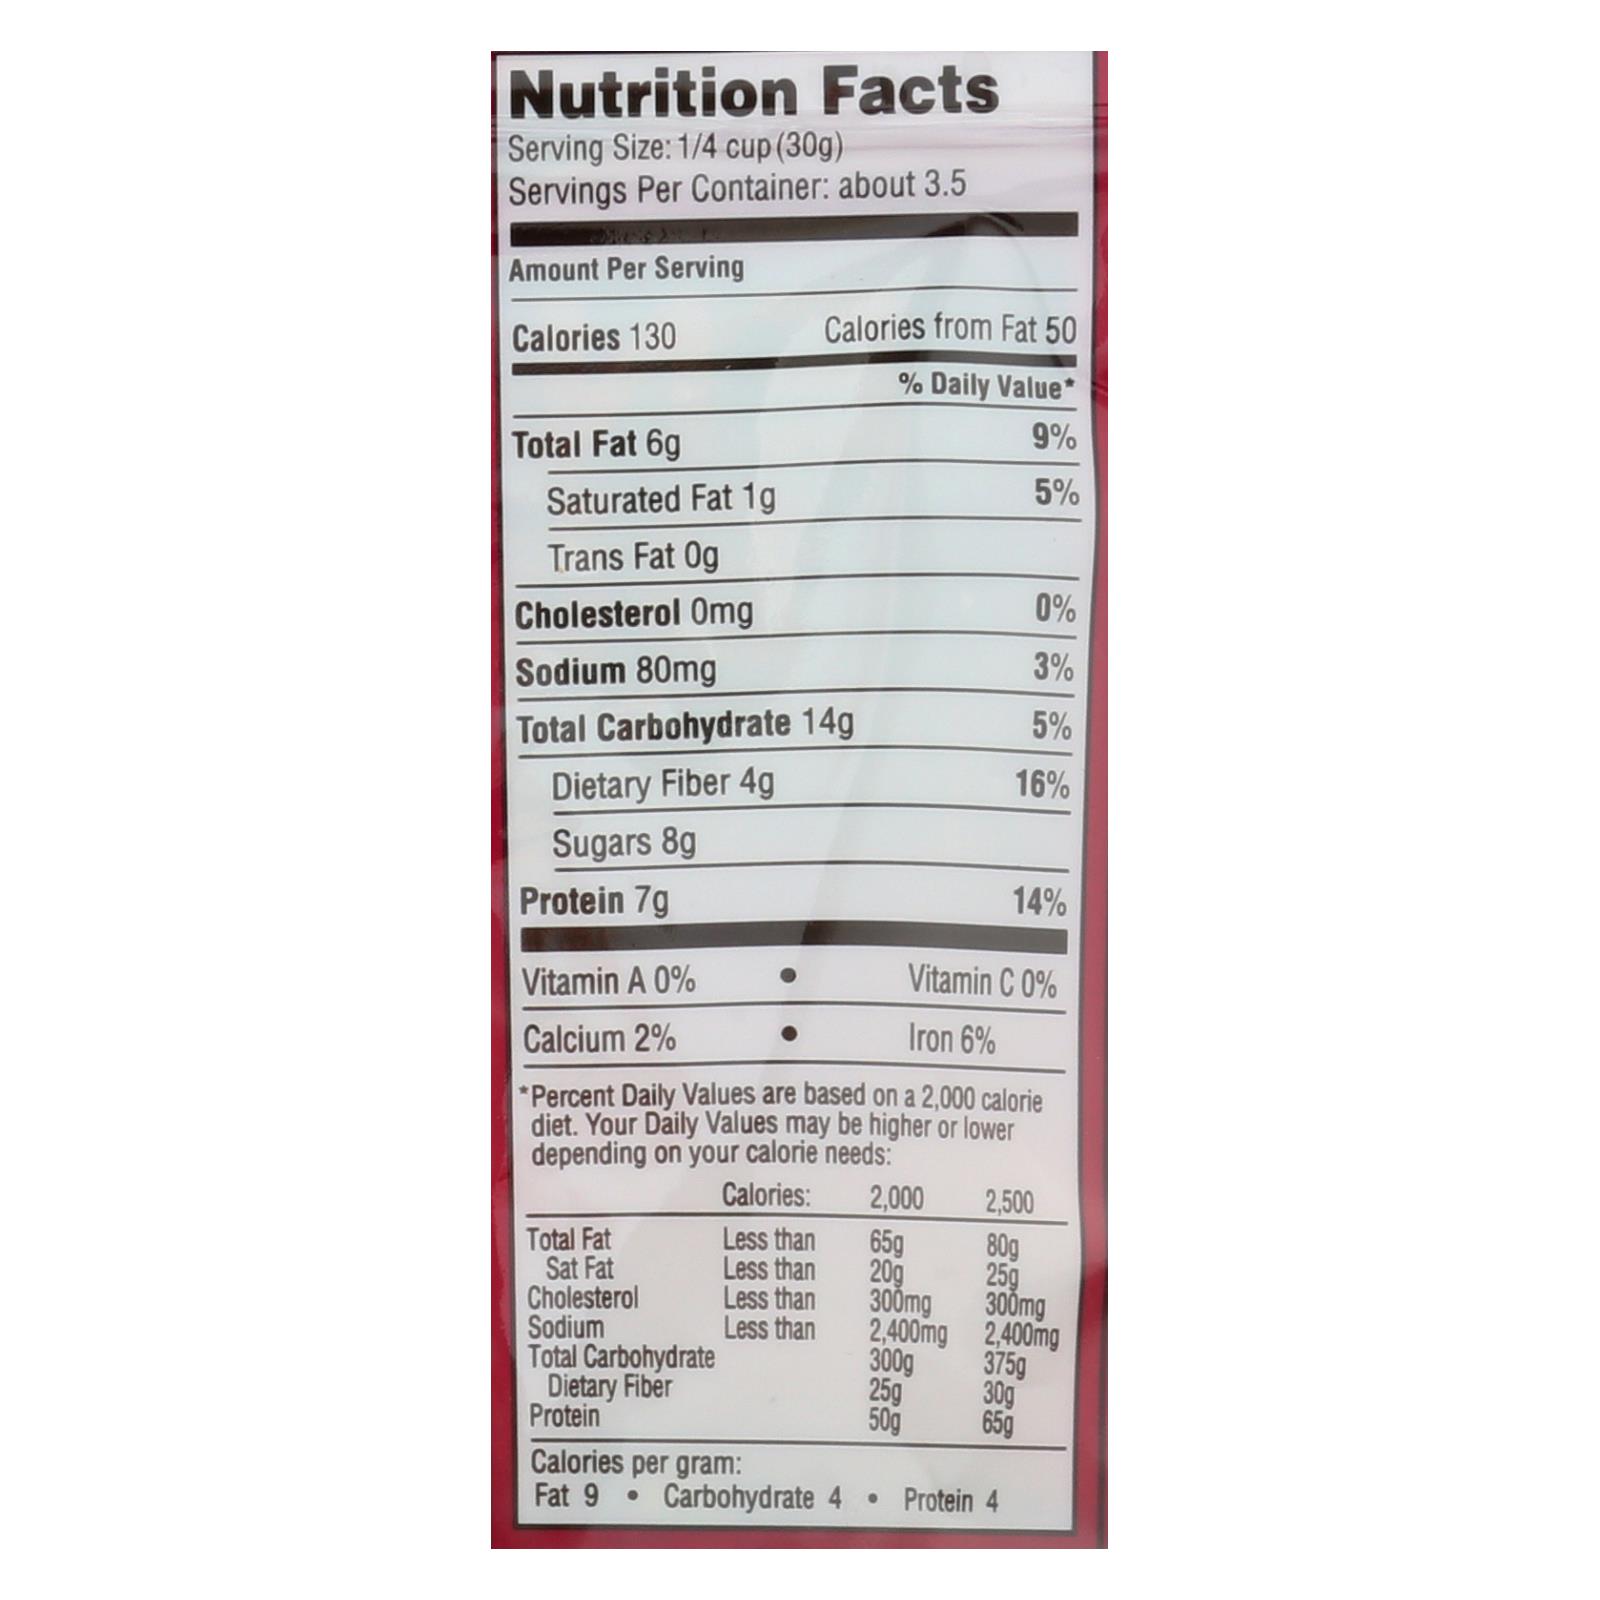 Nutrition Facts
Serving Size: 1/4 cup (30g)
Servings Per Container: about 3.5
Amount Per Serving
Calories 130 Calories from Fat 50
% Daily Value*
Total Fat 6g 9%
Saturated Fat 1g 5%
Trans Fat 0g
Cholesterol 0mg 0%
Sodium 80mg 3%
Total Carbohydrate 14g 5%
Dietary Fiber 4g 16%
Sugars 8g
Protein 7g 14%
Vitamin A 0% • Vitamin C 0%
Calcium 2% • Iron 6%
*Percent Daily Values are based on a 2,000 calorie
diet. Your Daily Values may be higher or lower
depending on your calorie needs:
Calories: 2,000 2,500
Total Fat Less than 65g 80g
Sat Fat Less than 20g 25g
Cholesterol Less than 300mg 300mg
Sodium Less than 2,400mg 2,400mg
Total Carbohydrate 300g 375g
Dietary Fiber 25g 30g
Protein 50g 65g
Calories per gram:
Fat 9 • Carbohydrate 4 • Protein 4